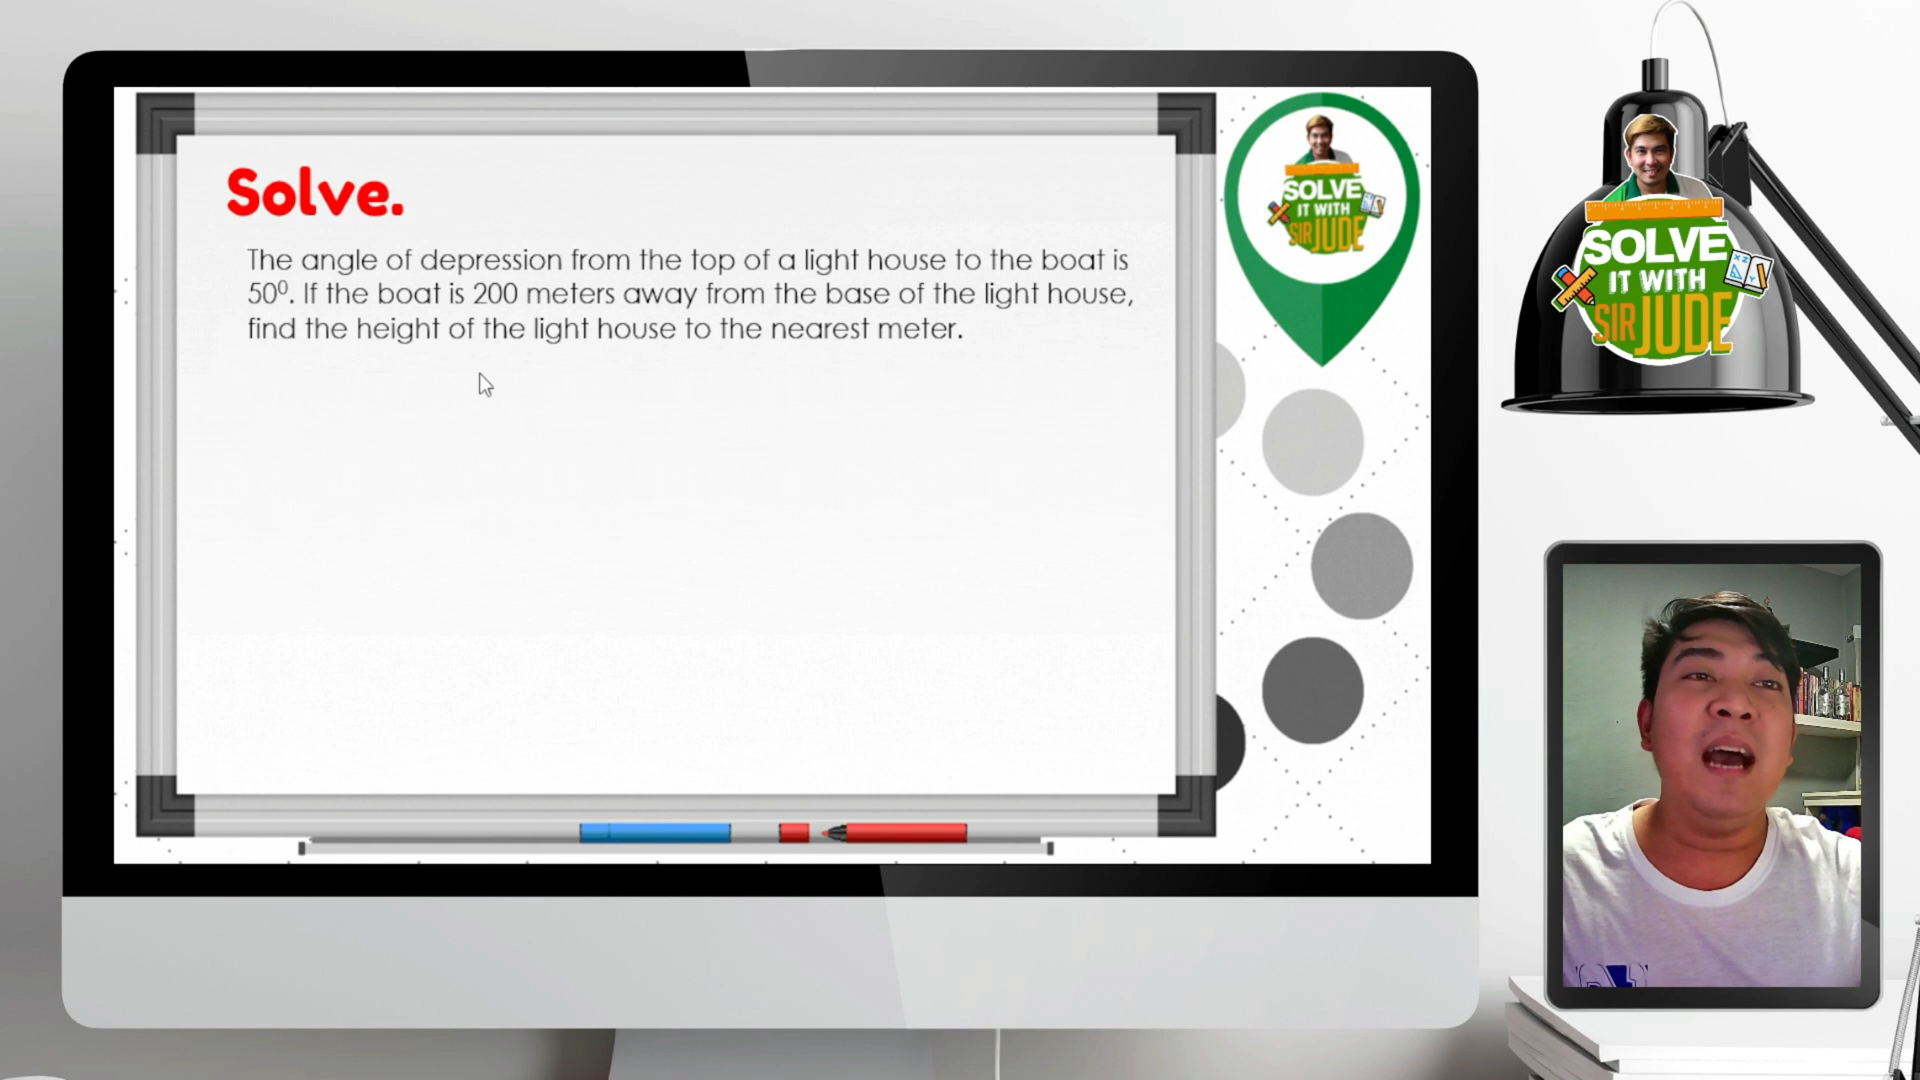 Solve.
The angle of depression from the top of a light house to the boat is
50⁰. If the boat is 200 meters away from the base of the light house,
find the height of the light house to the nearest meter.
SOLVE
IT WITH
SIR JUDE
SOLVE
IT WITH
SIR JUDE